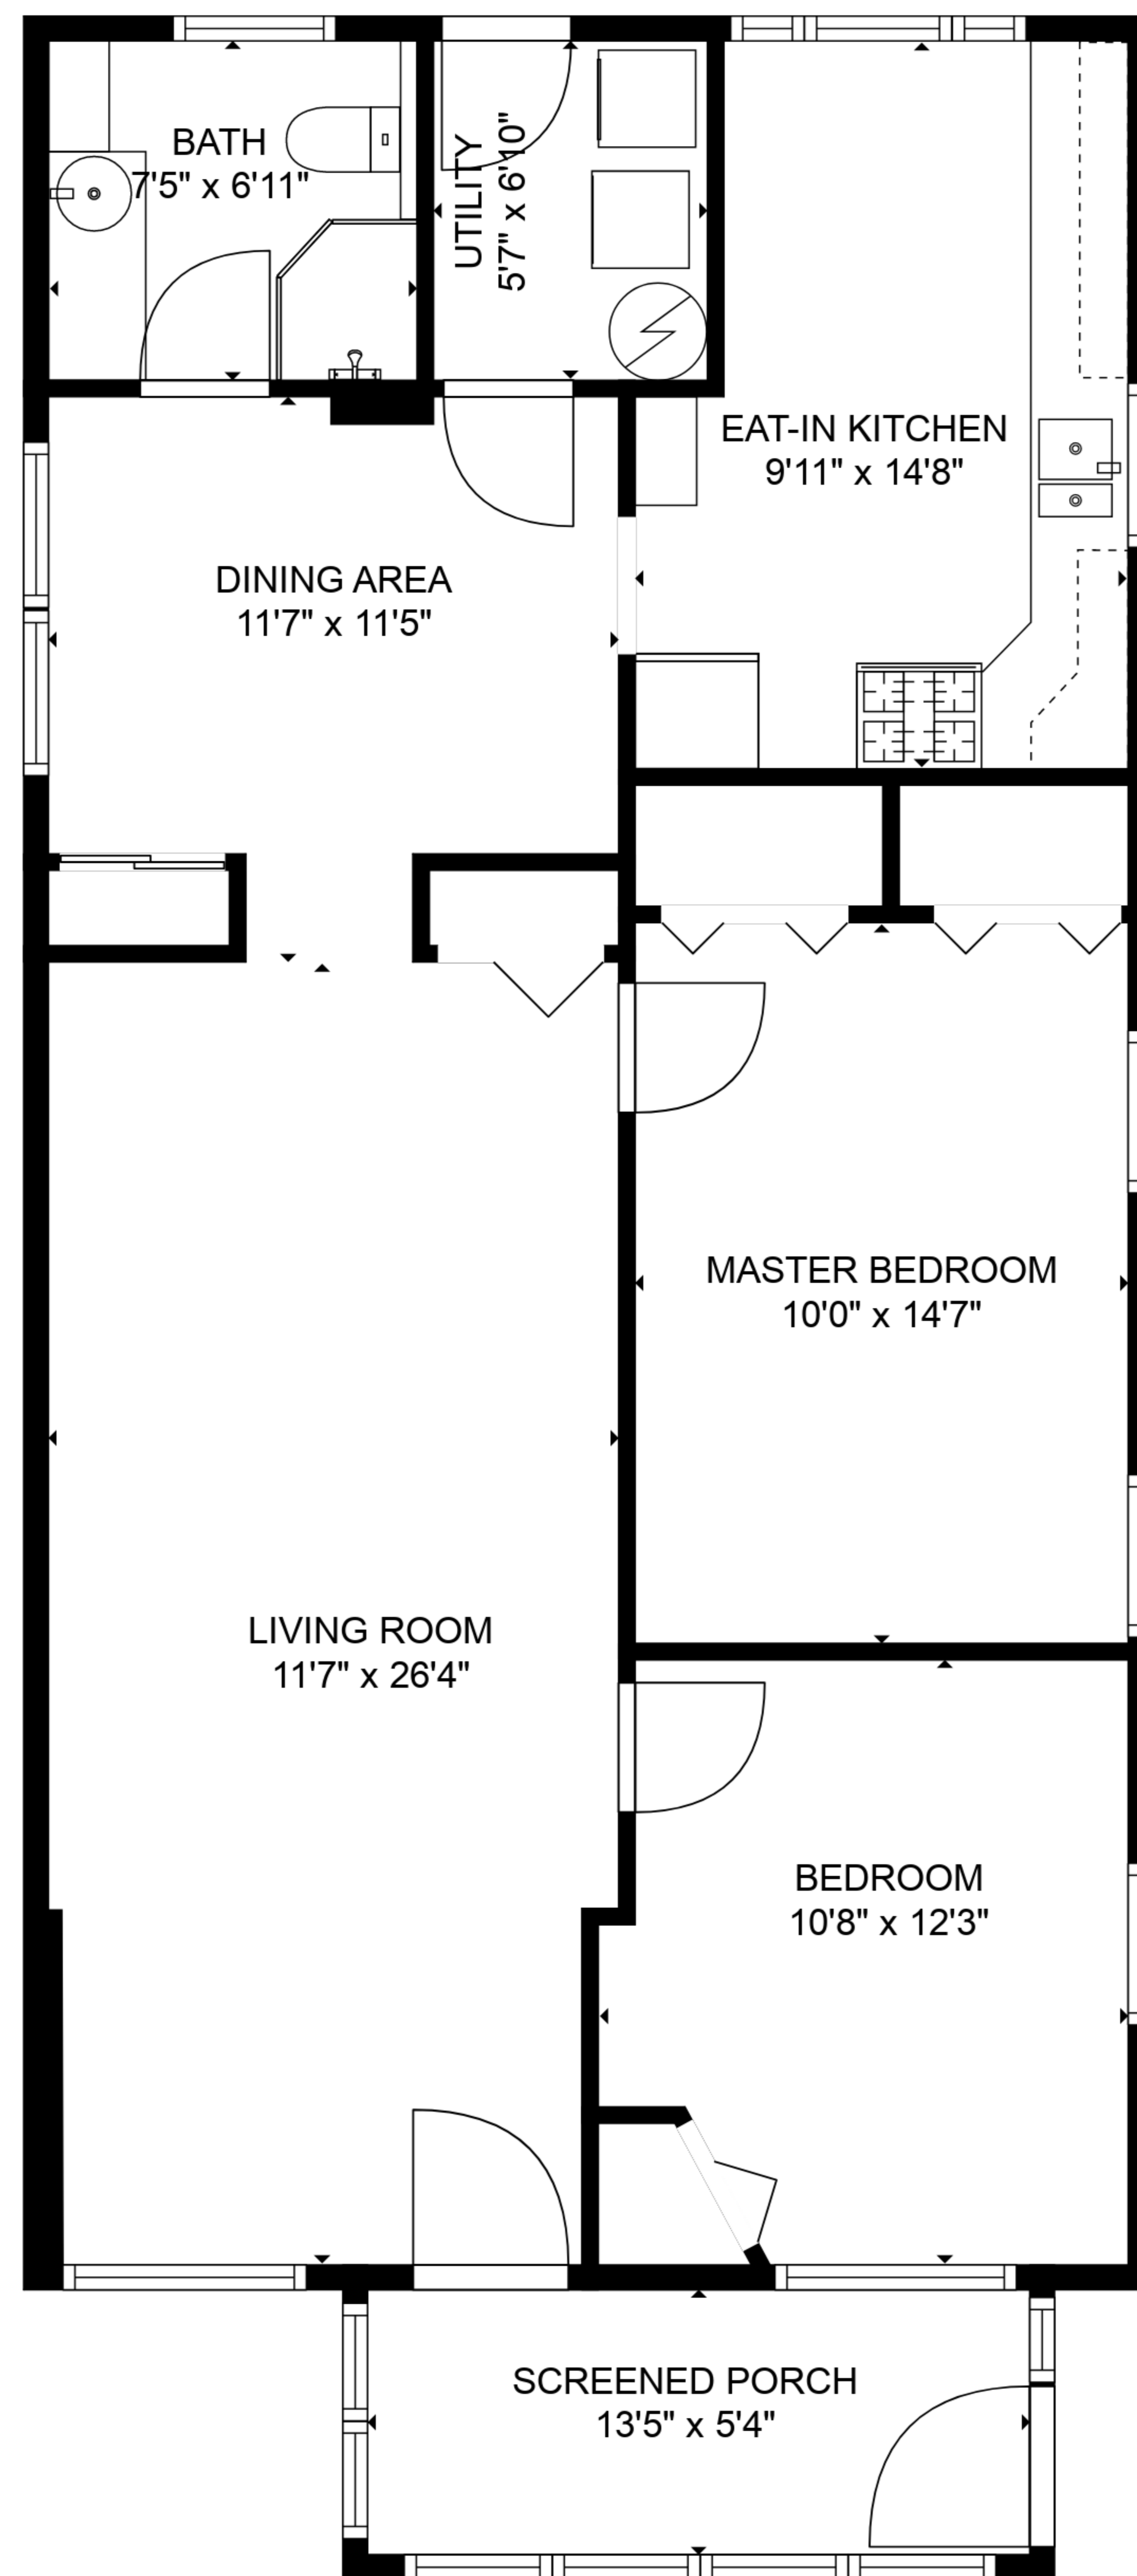 BATH
7'5" x 6'11"
UTILITY
5'7" x 6'10"
EAT-IN KITCHEN
9'11" x 14'8"
DINING AREA
11'7" x 11'5"
MASTER BEDROOM
10'0" x 14'7"
LIVING ROOM
11'7" x 26'4"
BEDROOM
10'8" x 12'3"
SCREENED PORCH
13'5" x 5'4"